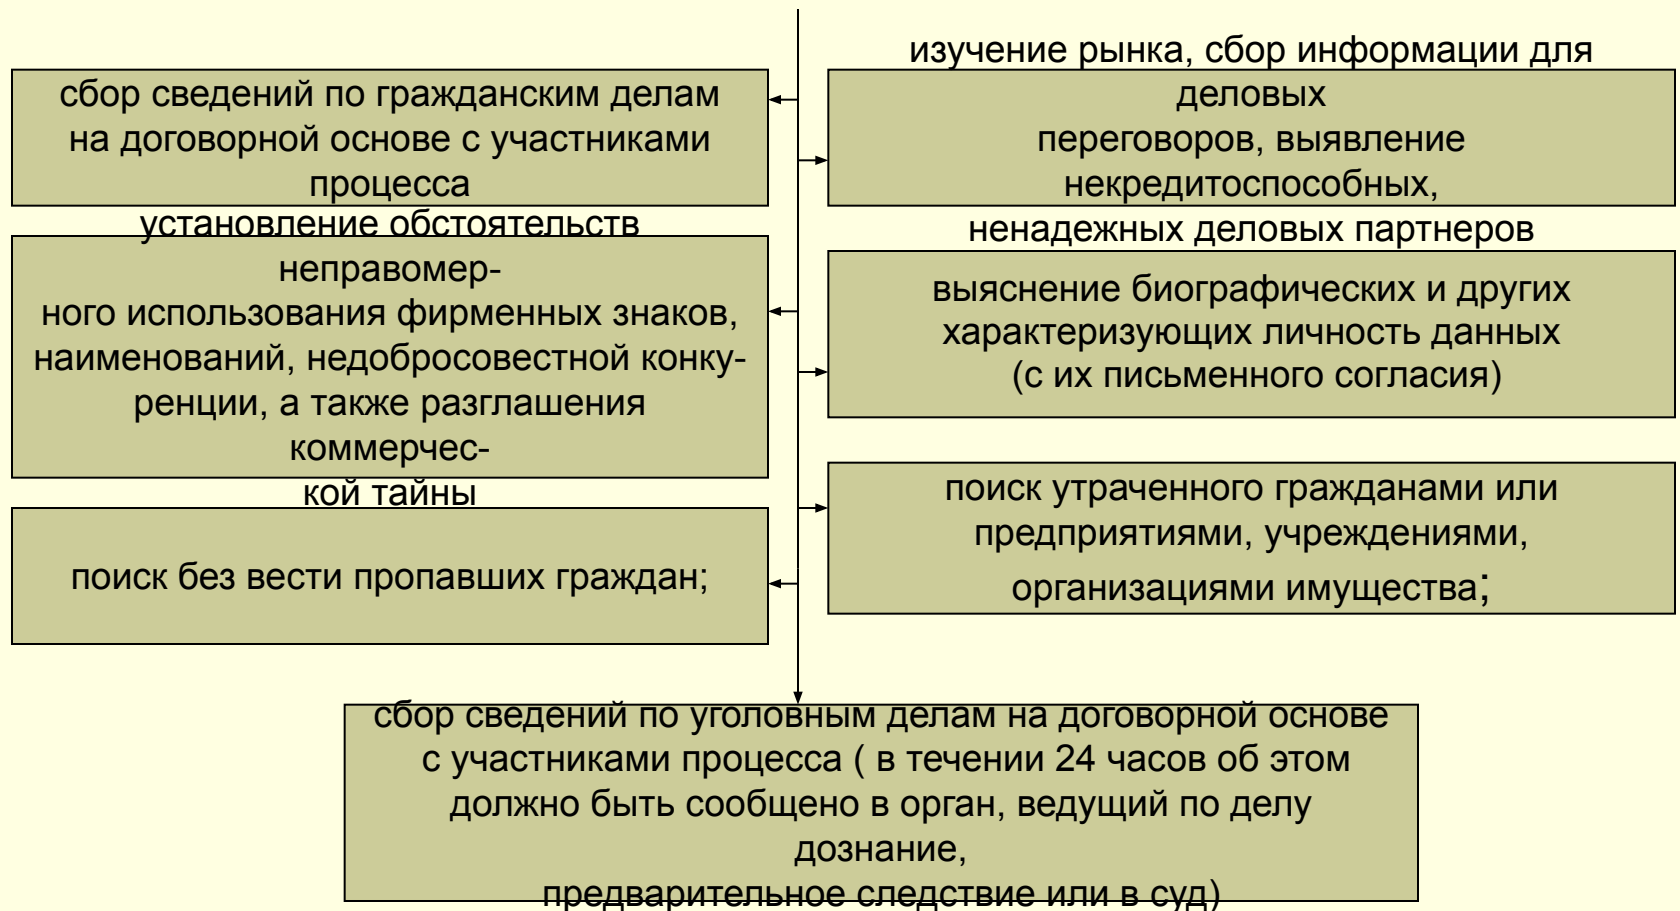 сбор сведений по гражданским делам
на договорной основе с участниками
процесса
изучение рынка, сбор информации для
деловых
переговоров, выявление
некредитоспособных,
ненадежных деловых партнеров
установление обстоятельств
неправомер-
ного использования фирменных знаков,
наименований, недобросовестной конку-
ренции, а также разглашения
коммерчес-
кой тайны
выяснение биографических и других
характеризующих личность данных
(с их письменного согласия)
поиск без вести пропавших граждан;
поиск утраченного гражданами или
предприятиями, учреждениями,
организациями имущества;
сбор сведений по уголовным делам на договорной основе
с участниками процесса ( в течении 24 часов об этом
должно быть сообщено в орган, ведущий по делу
дознание,
предварительное следствие или в суд)